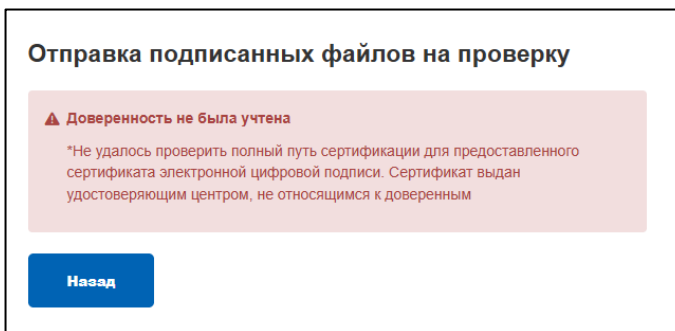 Отправка подписанных файлов на проверку
Доверенность не была учтена
*Не удалось проверить полный путь сертификации для предоставленного
сертификата электронной цифровой подписи. Сертификат выдан
удостоверяющим центром, не относящимся к доверенным
Назад